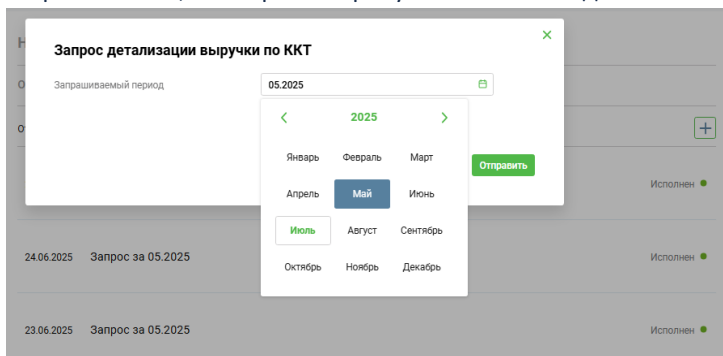 Запрос детализации выручки по ККТ
Запрашиваемый период
05.2025
2025
Январь Февраль Март
Отправить
Апрель Май Июнь
Исполнен
Июль Август Сентябрь
24.06.2025 Запрос за 05.2025
Исполнен
Октябрь Ноябрь Декабрь
23.06.2025 Запрос за 05.2025
Исполнен